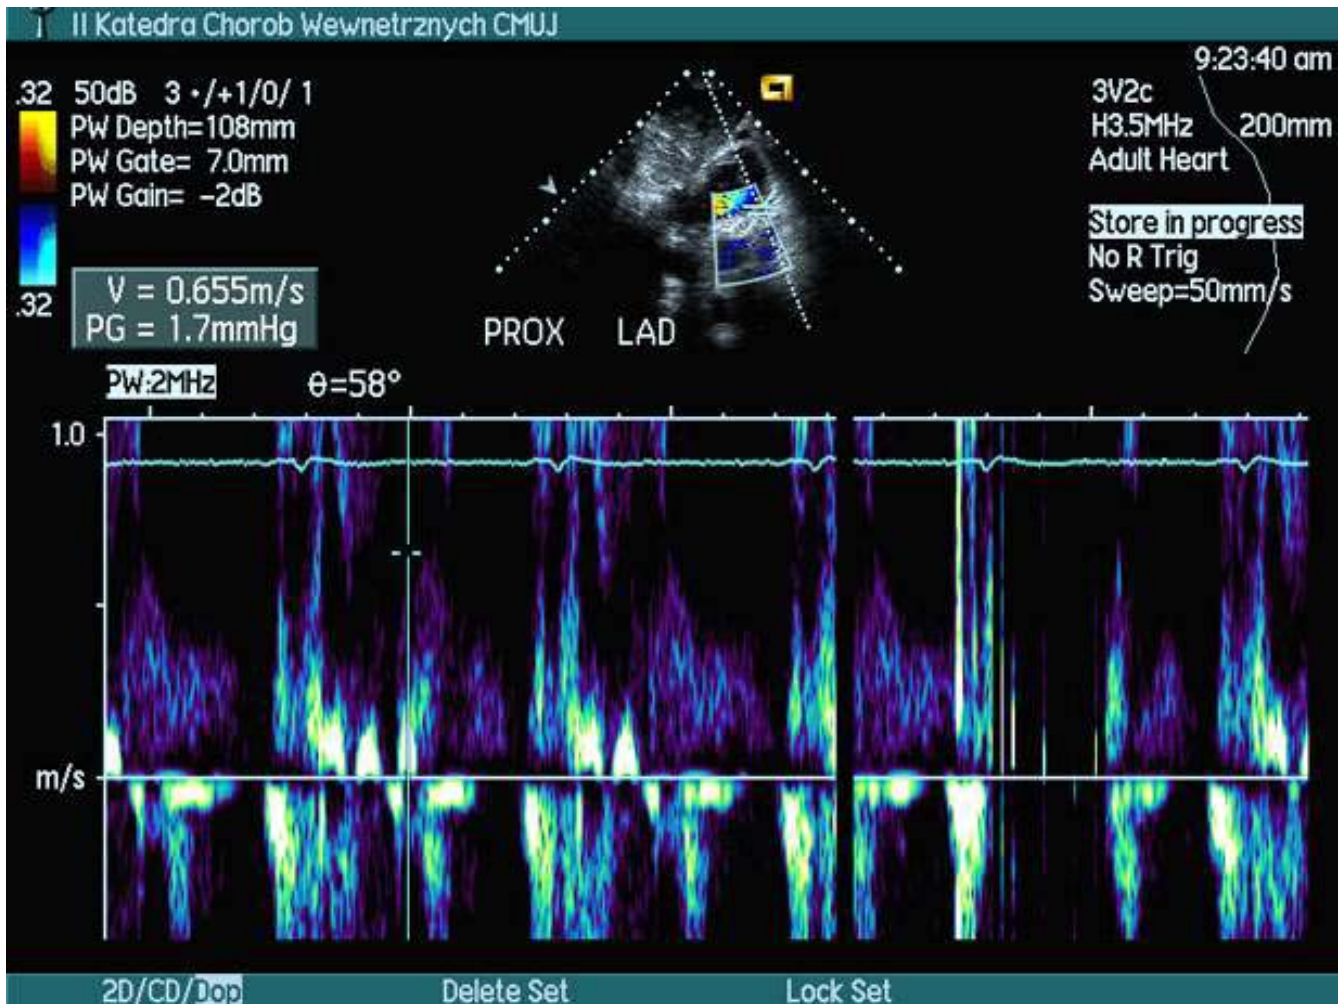 II Katedra Chorob Wewnetrznych CMUJ
9:23:40 am
.32 50dB 3 •/+1/0/ 1
PW Depth=108mm
PW Gate= 7.0mm
PW Gain= -2dB
.32
3V2c
H3.5MHz 200mm
Adult Heart
Store in progress
No R Trig
Sweep=50mm/s
V = 0.655m/s
PG = 1.7mmHg
PROX LAD
PW:2MHz θ=58°
1.0
m/s
2D/CD/Dop Delete Set Lock Set